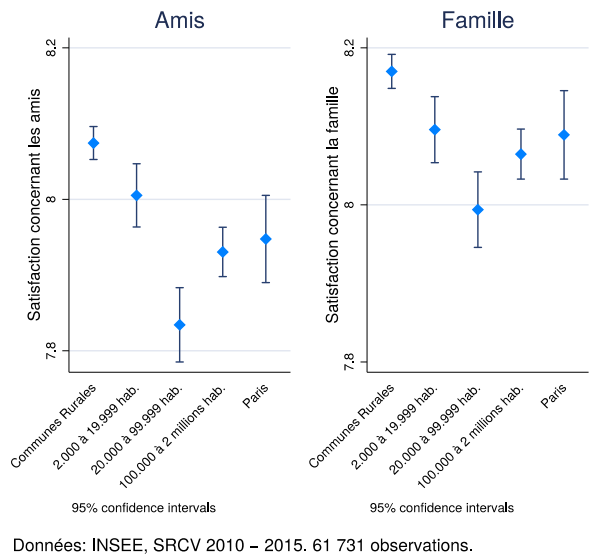 Amis
Satisfaction concernant les amis
8.2
8
7.8
Communes Rurales
2.000 à 19.999 hab.
20.000 à 99.999 hab.
100.000 à 2 millions hab.
Paris
95% confidence intervals
Famille
Satisfaction concernant la famille
8.2
8
7.8
Communes Rurales
2.000 à 19.999 hab.
20.000 à 99.999 hab.
100.000 à 2 millions hab.
Paris
95% confidence intervals
Données: INSEE, SRCV 2010 – 2015. 61 731 observations.